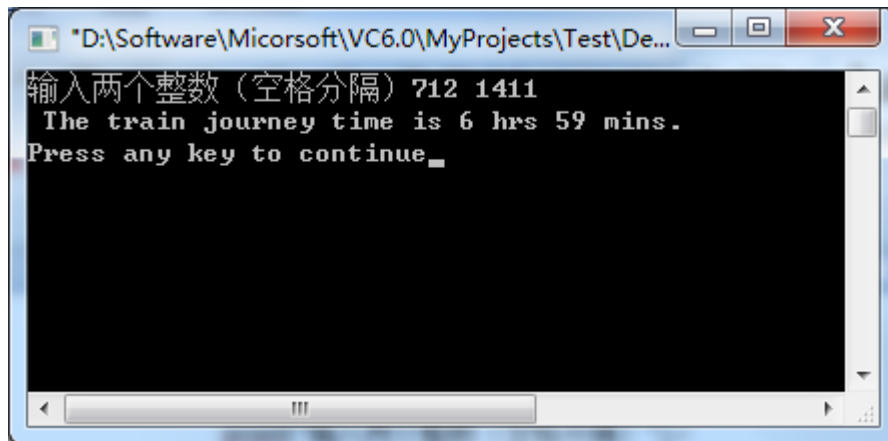 "D:\Software\Micorsoft\VC6.0\MyProjects\Test\De...
输入两个整数（空格分隔）712 1411
The train journey time is 6 hrs 59 mins.
Press any key to continue_